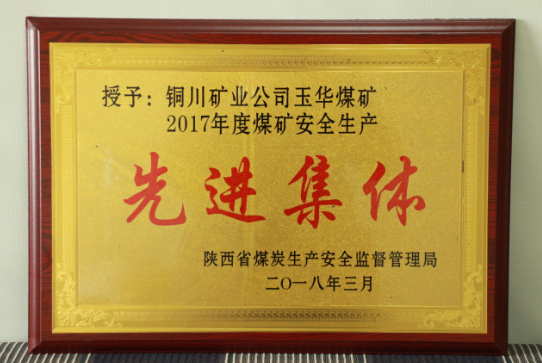 授予：铜川矿业公司玉华煤矿
2017年度煤矿安全生产
先进集体
陕西省煤炭生产安全监督管理局
二〇一八年三月